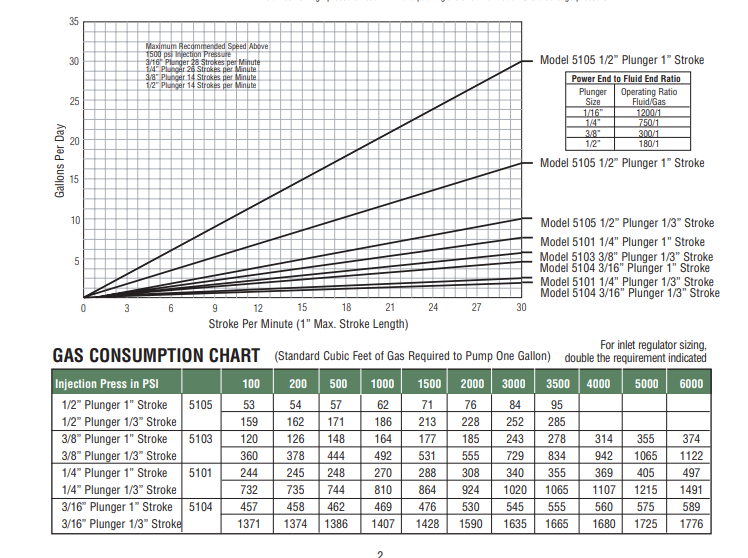 35
30
25
20
15
10
5
Gallons Per Day
Maximum Recommended Speed Above
1500 psi Injection Pressure
3/16” Plunger 28 Strokes per Minute
1/4” Plunger 26 Strokes per Minute
3/8” Plunger 14 Strokes per Minute
1/2” Plunger 14 Strokes per Minute
Model 5105 1/2” Plunger 1” Stroke
Power End to Fluid End Ratio
Plunger Operating Ratio
Size Fluid/Gas
1/16” 1200/1
1/4” 750/1
3/8” 300/1
1/2” 180/1
Model 5105 1/2” Plunger 1” Stroke
Model 5105 1/2” Plunger 1/3” Stroke
Model 5101 1/4” Plunger 1” Stroke
Model 5103 3/8” Plunger 1/3” Stroke
Model 5104 3/16” Plunger 1” Stroke
Model 5101 1/4” Plunger 1/3” Stroke
Model 5104 3/16” Plunger 1/3” Stroke
0 3 6 9 12 15 18 21 24 27 30
Stroke Per Minute (1” Max. Stroke Length)
GAS CONSUMPTION CHART (Standard Cubic Feet of Gas Required to Pump One Gallon)
For inlet regulator sizing,
double the requirement indicated
Injection Press in PSI 100 200 500 1000 1500 2000 3000 3500 4000 5000 6000
1/2” Plunger 1” Stroke 5105 53 54 57 62 71 76 84 95
1/2” Plunger 1/3” Stroke 159 162 171 186 213 228 252 285
3/8” Plunger 1” Stroke 5103 120 126 148 164 177 185 243 278 314 355 374
3/8” Plunger 1/3” Stroke 360 378 444 492 531 555 729 834 942 1065 1122
1/4” Plunger 1” Stroke 5101 244 245 248 270 288 308 340 355 369 405 497
1/4” Plunger 1/3” Stroke 732 735 744 810 864 924 1020 1065 1107 1215 1491
3/16” Plunger 1” Stroke 5104 457 458 462 469 476 530 545 555 560 575 589
3/16” Plunger 1/3” Stroke 1371 1374 1386 1407 1428 1590 1635 1665 1680 1725 1776
2